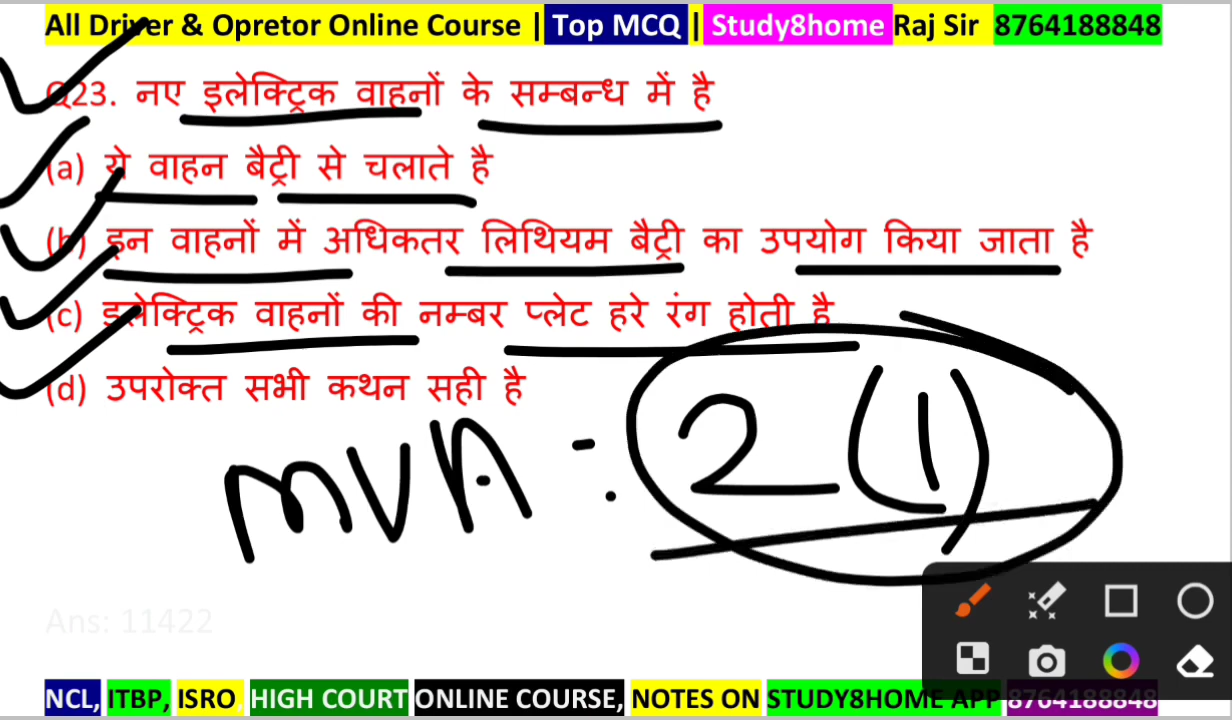 All Driver & Opretor Online Course | Top MCQ | Study8home Raj Sir 8764188848
Q23. नए इलेक्ट्रिक वाहनों के सम्बन्ध में है
(a) ये वाहन बैट्री से चलाते है
(b) इन वाहनों में अधिकतर लिथियम बैट्री का उपयोग किया जाता है
(c) इलेक्ट्रिक वाहनों की नम्बर प्लेट हरे रंग होती है
(d) उपरोक्त सभी कथन सही है
MVA :- 2(1)
Ans: 11422
NCL, ITBP, ISRO, HIGH COURT ONLINE COURSE, NOTES ON STUDY8HOME APP 8764188848